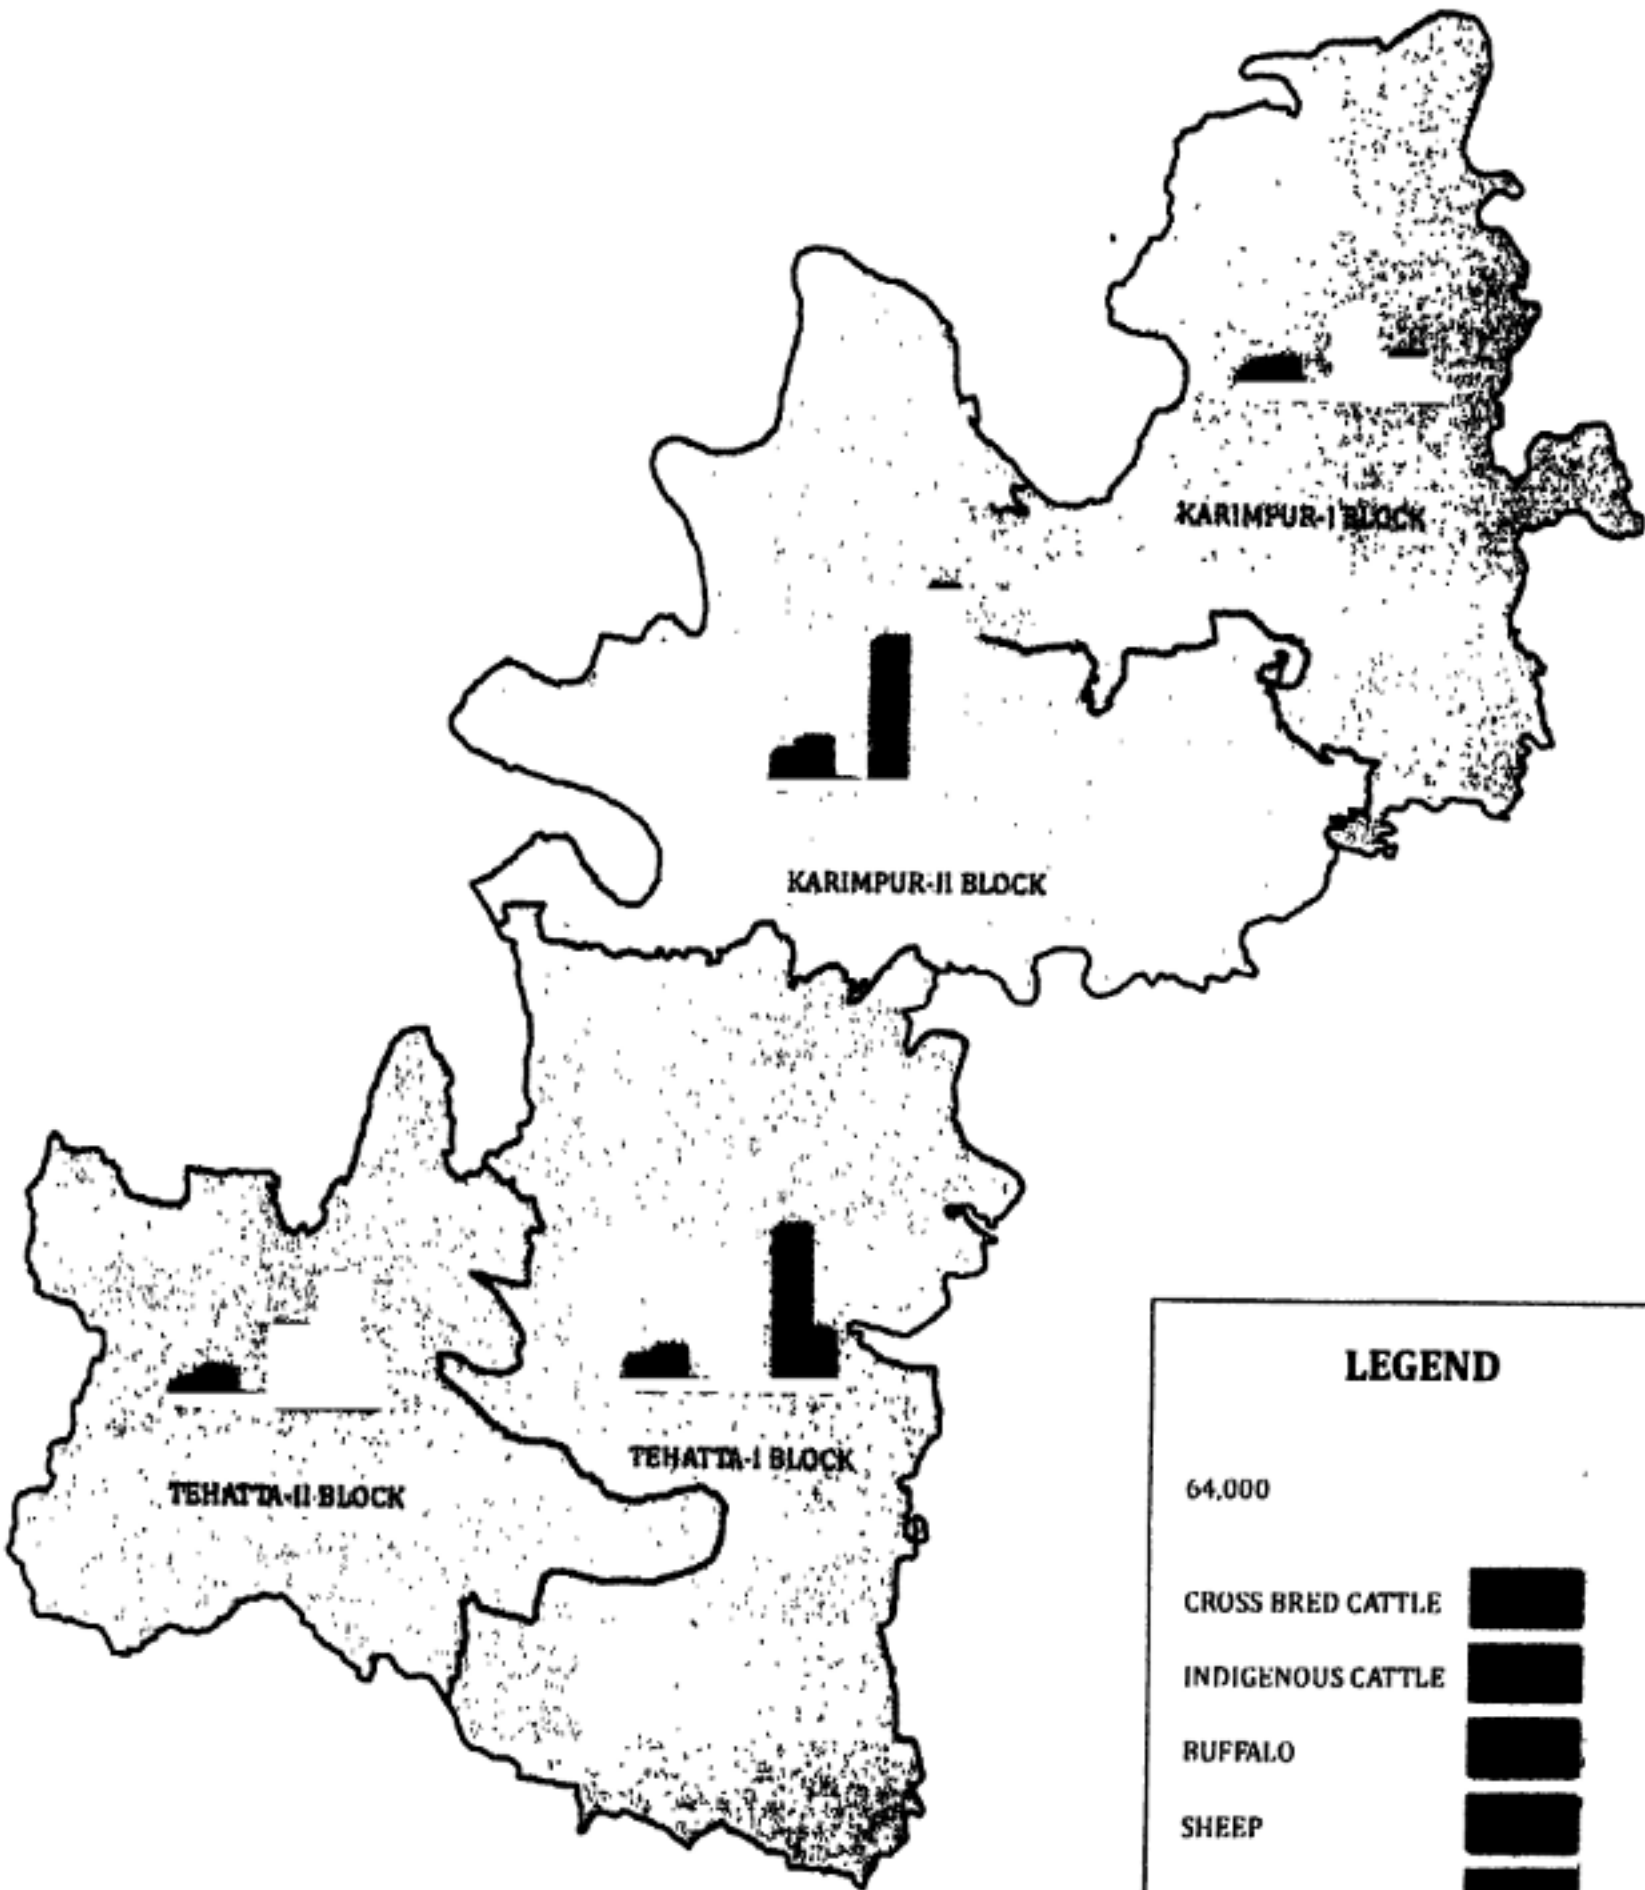 KARIMPUR-I BLOCK
KARIMPUR-II BLOCK
TEHATTA-I BLOCK
TEHATTA-II BLOCK
LEGEND
64,000
CROSS BRED CATTLE
INDIGENOUS CATTLE
BUFFALO
SHEEP